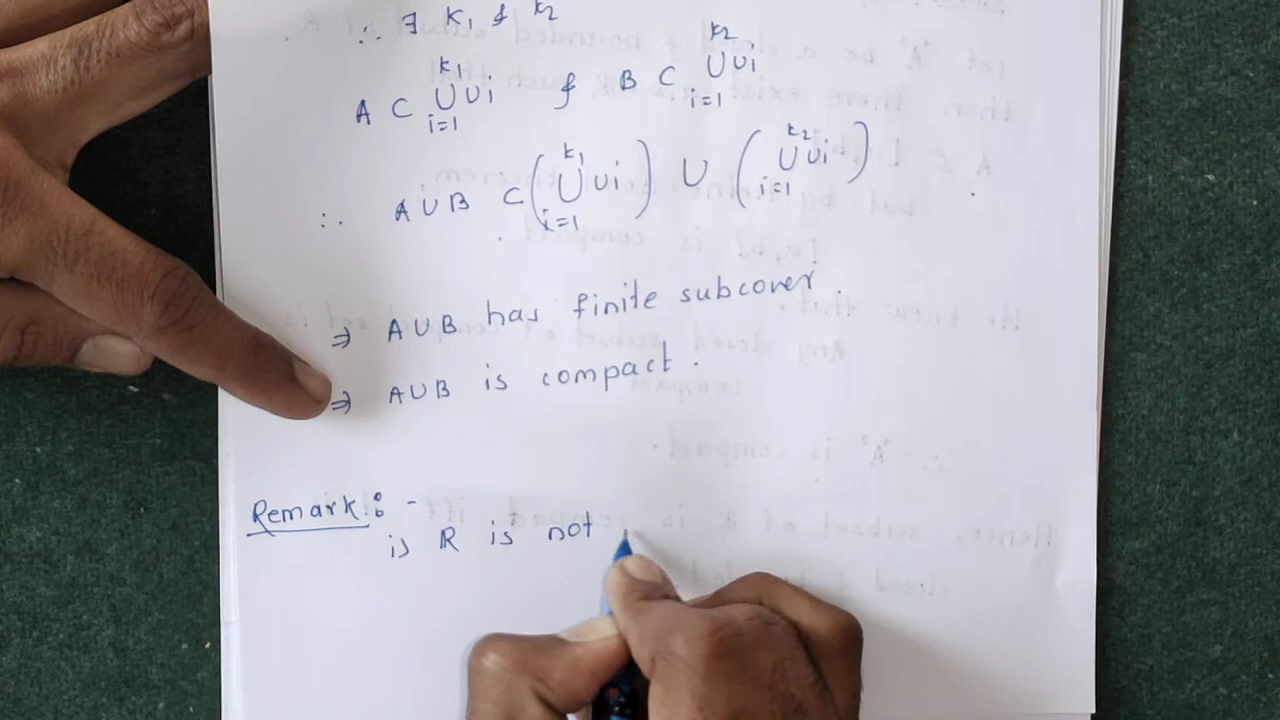 ∴ ∃ K₁ & K₂
A ⊂ ⋃_{i=1}^{K₁} Ui & B ⊂ ⋃_{i=1}^{K₂} Ui
∴ A ∪ B ⊂ (⋃_{i=1}^{K₁} Ui) ∪ (⋃_{i=1}^{K₂} Ui)
⇒ A∪B has finite subcover.
⇒ A∪B is compact.
Remark: -
i) R is not